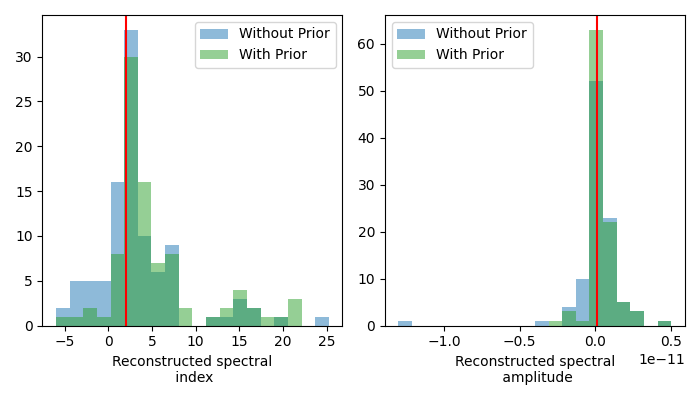 Without Prior
With Prior
30
25
20
15
10
5
0
−5
0
5
10
15
20
25
Reconstructed spectral
index
Without Prior
With Prior
60
50
40
30
20
10
0
−1.0
−0.5
0.0
0.5
1e−11
Reconstructed spectral
amplitude